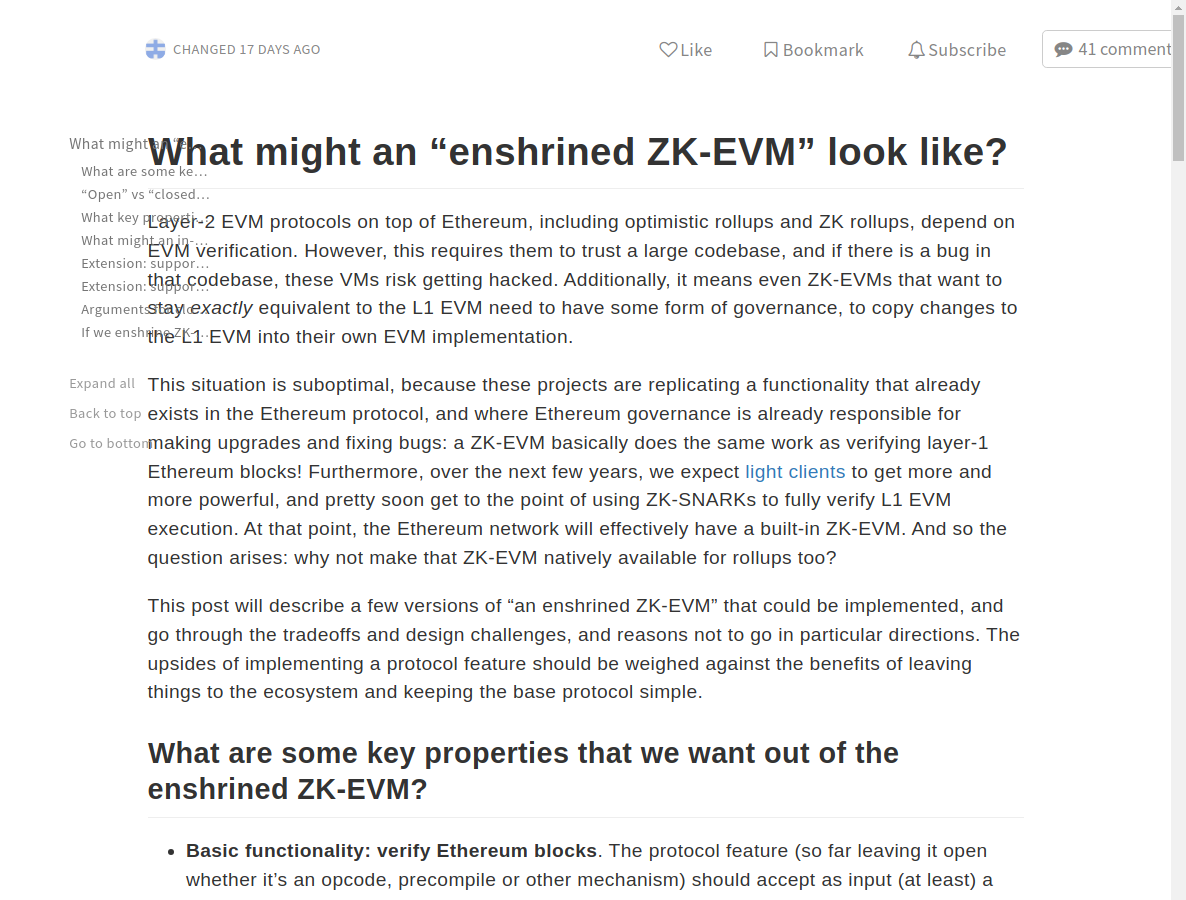 CHANGED 17 DAYS AGO
Like
Bookmark
Subscribe
41 comment
What might an “e…
What are some ke…
“Open” vs “closed…
What key properti…
What might an in-…
Extension: suppor…
Extension: suppor…
Arguments for clo…
If we enshrine ZK-…
Expand all
Back to top
Go to bottom
What might an “enshrined ZK-EVM” look like?
Layer-2 EVM protocols on top of Ethereum, including optimistic rollups and ZK rollups, depend on
EVM verification. However, this requires them to trust a large codebase, and if there is a bug in
that codebase, these VMs risk getting hacked. Additionally, it means even ZK-EVMs that want to
stay exactly equivalent to the L1 EVM need to have some form of governance, to copy changes to
the L1 EVM into their own EVM implementation.
This situation is suboptimal, because these projects are replicating a functionality that already
exists in the Ethereum protocol, and where Ethereum governance is already responsible for
making upgrades and fixing bugs: a ZK-EVM basically does the same work as verifying layer-1
Ethereum blocks! Furthermore, over the next few years, we expect light clients to get more and
more powerful, and pretty soon get to the point of using ZK-SNARKs to fully verify L1 EVM
execution. At that point, the Ethereum network will effectively have a built-in ZK-EVM. And so the
question arises: why not make that ZK-EVM natively available for rollups too?
This post will describe a few versions of “an enshrined ZK-EVM” that could be implemented, and
go through the tradeoffs and design challenges, and reasons not to go in particular directions. The
upsides of implementing a protocol feature should be weighed against the benefits of leaving
things to the ecosystem and keeping the base protocol simple.
What are some key properties that we want out of the
enshrined ZK-EVM?
• Basic functionality: verify Ethereum blocks. The protocol feature (so far leaving it open
whether it’s an opcode, precompile or other mechanism) should accept as input (at least) a